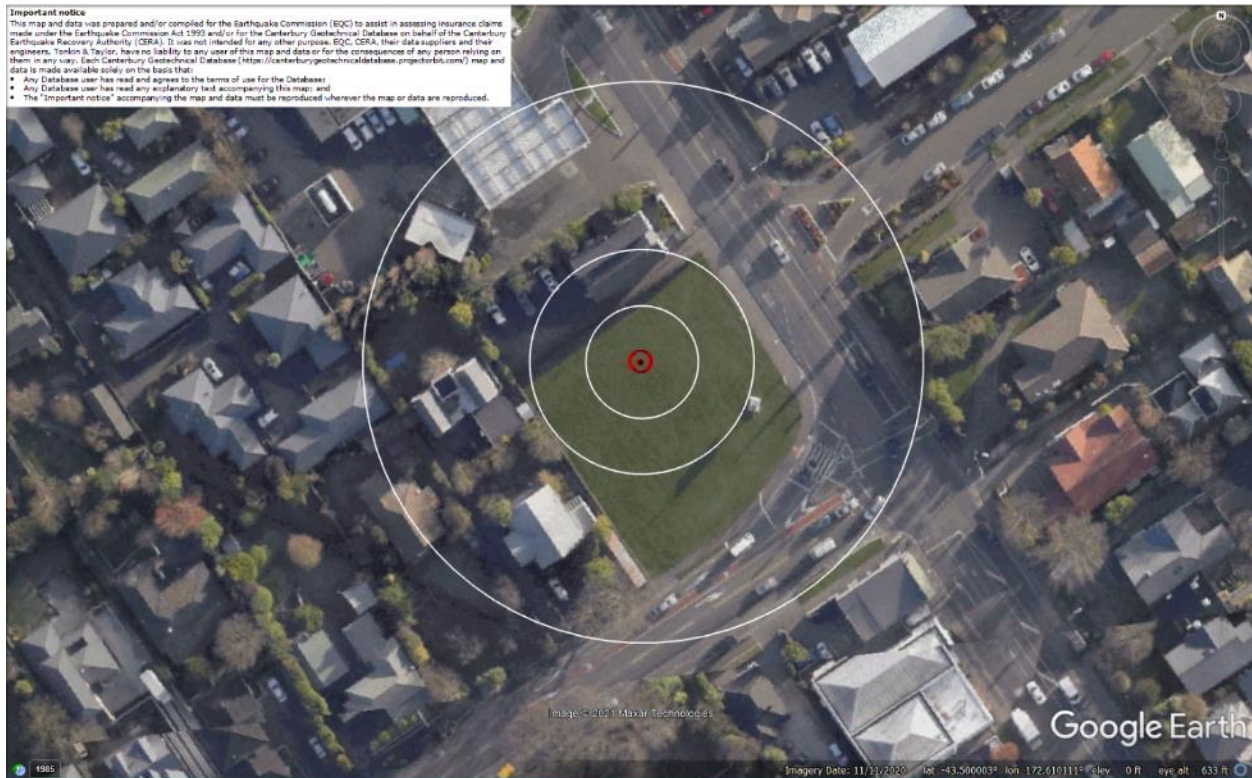 Important notice
This map and data was prepared and/or compiled for the Earthquake Commission (EQC) to assist in assessing insurance claims
made under the Earthquake Commission Act 1993 and/or for the Canterbury Geotechnical Database on behalf of the Canterbury
Earthquake Recovery Authority (CERA). It was not intended for any other purpose. EQC, CERA, their data suppliers and their
engineers, Tonkin & Taylor, have no liability to any user of this map and data or for the consequences of any person relying on
them in any way. Each Canterbury Geotechnical Database (https://canterburygeotechnicaldatabase.projectorbit.com/) map and
data is made available solely on the basis that:
• Any Database user has read and agrees to the terms of use for the Database;
• Any Database user has read any explanatory text accompanying this map; and
• The "Important notice" accompanying the map and data must be reproduced wherever the map or data are reproduced.
N
Image © 2021 Maxar Technologies
Google Earth
1985
Imagery Date: 11/11/2020 lat -43.500003° lon 172.610111° elev 0 ft eye alt 633 ft